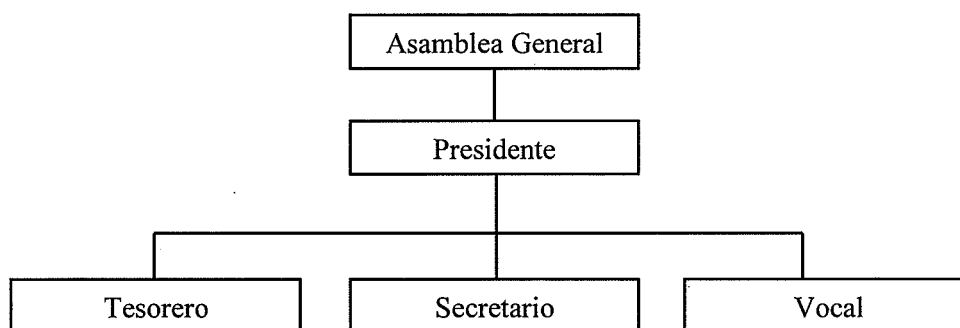 Asamblea General
Presidente
Tesorero
Secretario
Vocal